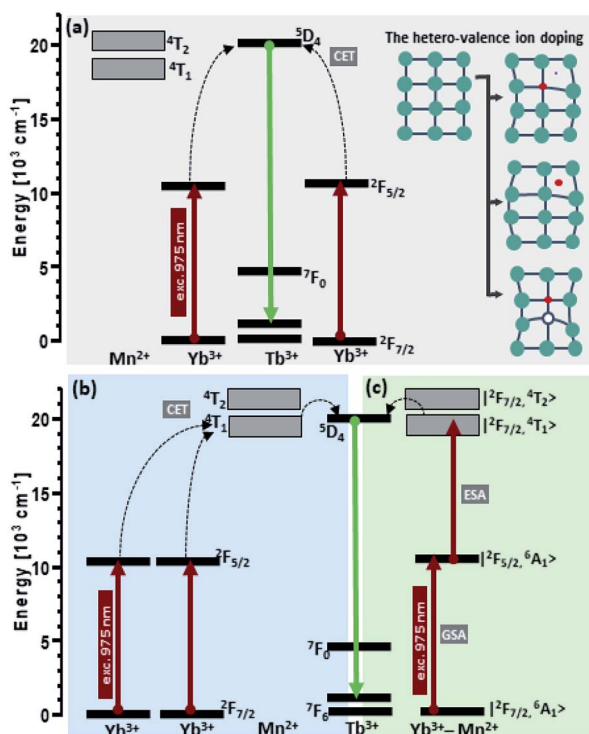 (a)
⁴T₂
⁴T₁
⁵D₄
CET
The hetero-valence ion doping
Energy [10³ cm⁻¹]
20
15
10
5
0
exc. 975 nm
²F₅/₂
⁷F₀
²F₇/₂
Mn²⁺ Yb³⁺ Tb³⁺ Yb³⁺
(b)
CET
⁴T₂
⁴T₁
⁵D₄
(c)
|²F₇/₂, ⁴T₂>
|²F₇/₂, ⁴T₁>
Energy [10³ cm⁻¹]
20
15
10
5
0
ESA
²F₅/₂
|²F₅/₂, ⁶A₁>
exc. 975 nm
exc. 975 nm
GSA
⁷F₀
²F₇/₂
⁷F₆
|²F₇/₂, ⁶A₁>
Yb³⁺ Yb³⁺ Mn²⁺ Tb³⁺ Yb³⁺– Mn²⁺